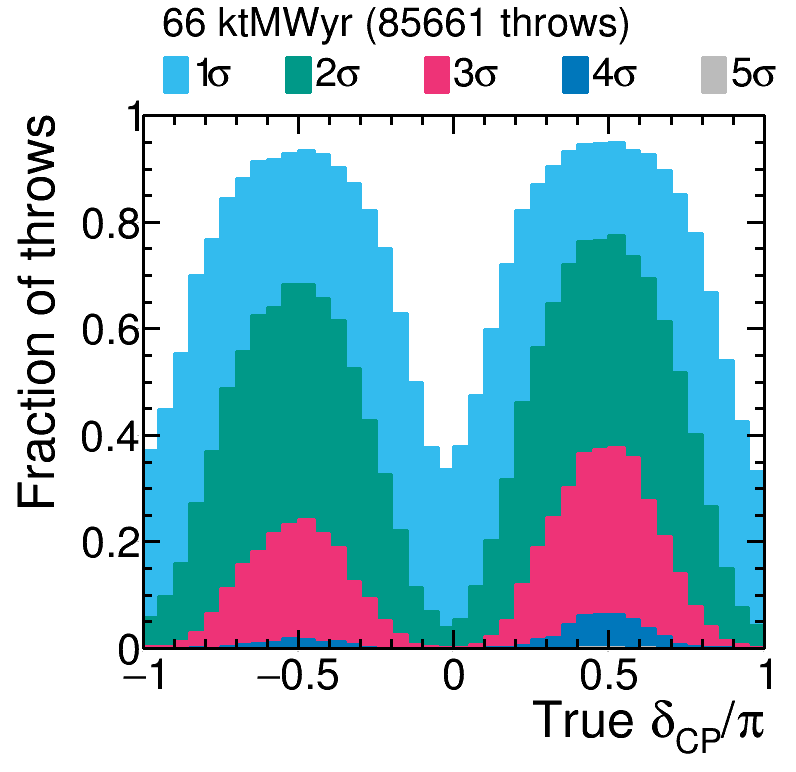 66 ktMWyr (85661 throws)
1σ 2σ 3σ 4σ 5σ
Fraction of throws
1
0.8
0.6
0.4
0.2
0
−1 −0.5 0 0.5 1
True δCP/π